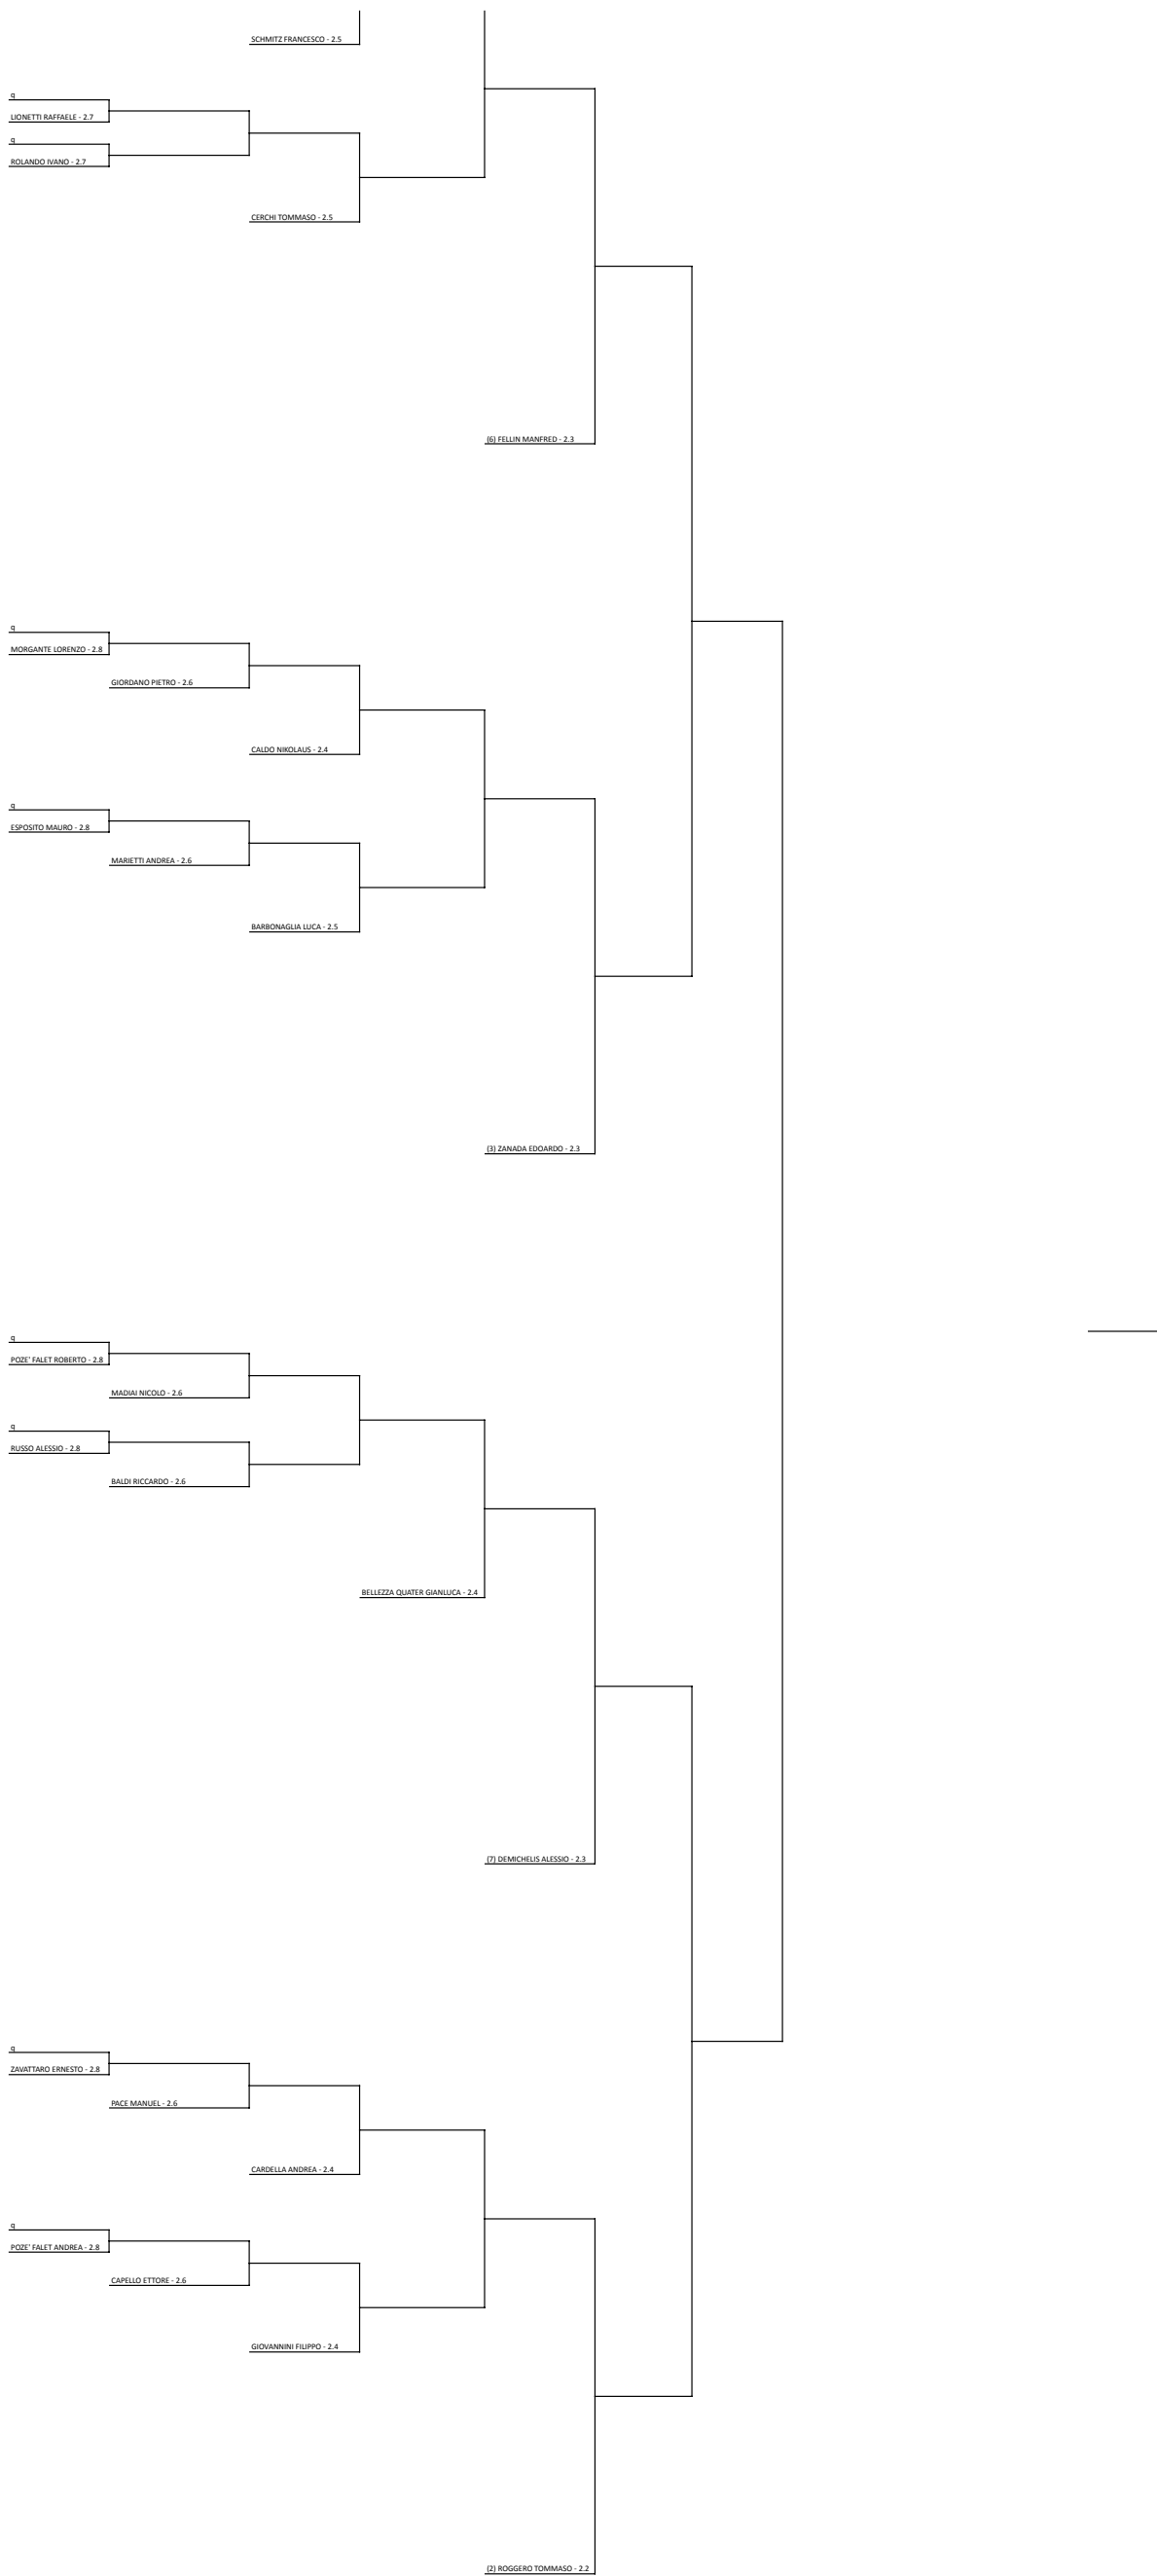 SCHMITZ FRANCESCO - 2.5
q
LIONETTI RAFFAELE - 2.7
q
ROLANDO IVANO - 2.7
CERCHI TOMMASO - 2.5
(6) FELLIN MANFRED - 2.3
q
MORGANTE LORENZO - 2.8
GIORDANO PIETRO - 2.6
CALDO NIKOLAUS - 2.4
q
ESPOSITO MAURO - 2.8
MARIETTI ANDREA - 2.6
BARBONAGLIA LUCA - 2.5
(3) ZANADA EDOARDO - 2.3
q
POZE' FALET ROBERTO - 2.8
MADIAI NICOLO - 2.6
q
RUSSO ALESSIO - 2.8
BALDI RICCARDO - 2.6
BELLEZZA QUATER GIANLUCA - 2.4
(7) DEMICHELIS ALESSIO - 2.3
q
ZAVATTARO ERNESTO - 2.8
PACE MANUEL - 2.6
CARDELLA ANDREA - 2.4
q
POZE' FALET ANDREA - 2.8
CAPELLO ETTORE - 2.6
GIOVANNINI FILIPPO - 2.4
(2) ROGGERO TOMMASO - 2.2